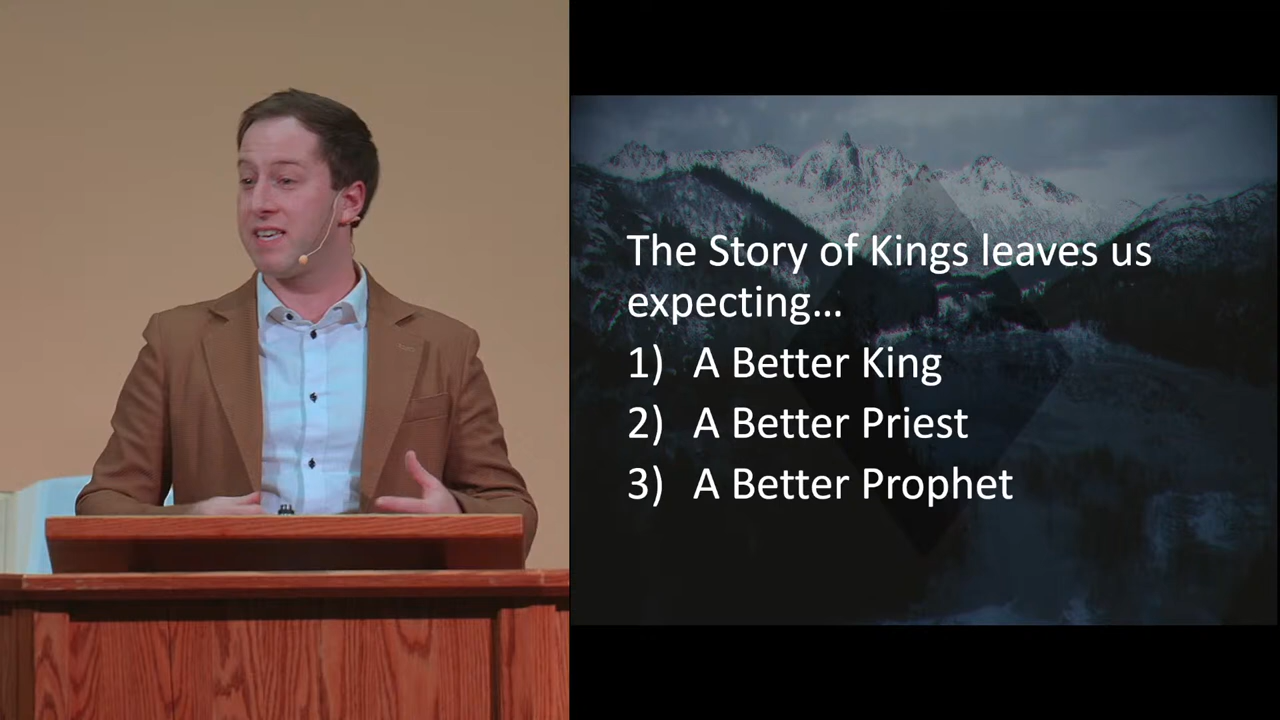 The Story of Kings leaves us
expecting…
1) A Better King
2) A Better Priest
3) A Better Prophet